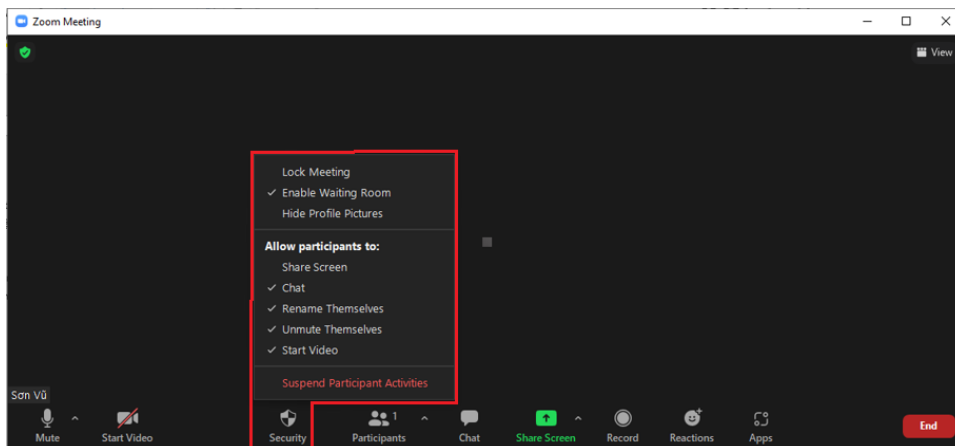 Zoom Meeting
View
Lock Meeting
Enable Waiting Room
Hide Profile Pictures
Allow participants to:
Share Screen
Chat
Rename Themselves
Unmute Themselves
Start Video
Suspend Participant Activities
Sơn Vũ
1
Mute
Start Video
Security
Participants
Chat
Share Screen
Record
Reactions
Apps
End